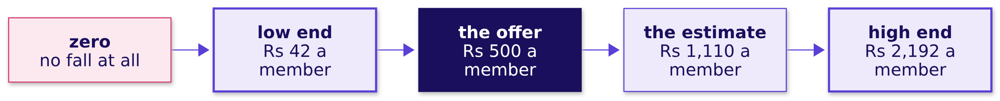 zero
no fall at all
low end
Rs 42 a
member
the offer
Rs 500 a
member
the estimate
Rs 1,110 a
member
high end
Rs 2,192 a
member